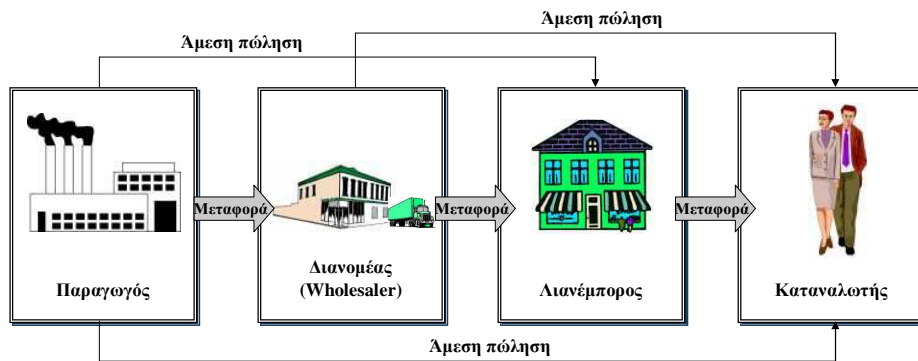 Άμεση πώληση
Άμεση πώληση
Μεταφορά
Μεταφορά
Μεταφορά
Παραγωγός
Διανομέας
(Wholesaler)
Λιανέμπορος
Καταναλωτής
Άμεση πώληση